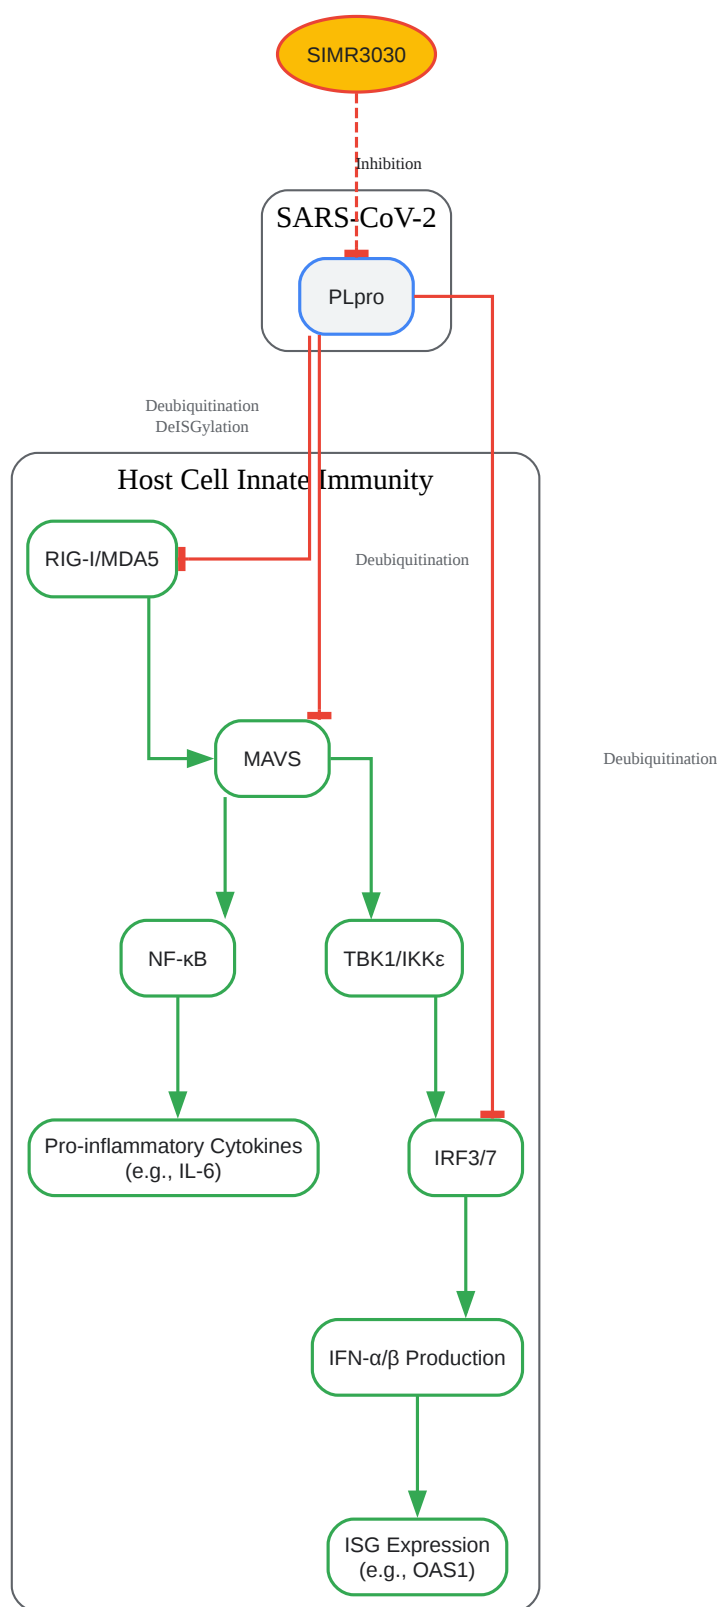 SIMR3030
Inhibition
SARS-CoV-2
PLpro
Deubiquitination
DeISGylation
Host Cell Innate Immunity
RIG-I/MDA5
Deubiquitination
MAVS
Deubiquitination
NF-κB
TBK1/IKKε
Pro-inflammatory Cytokines
(e.g., IL-6)
IRF3/7
IFN-α/β Production
ISG Expression
(e.g., OAS1)